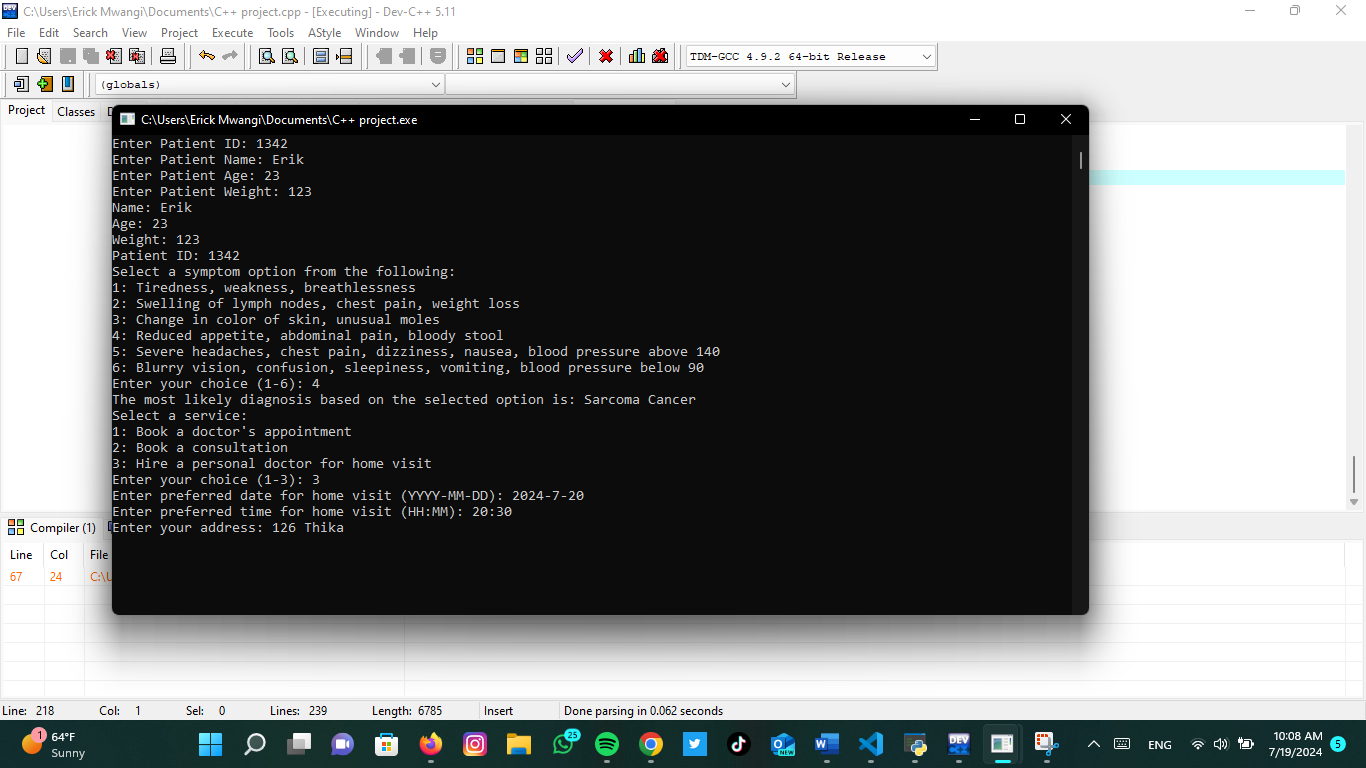 C:\Users\Erick Mwangi\Documents\C++ project.cpp - [Executing] - Dev-C++ 5.11
File Edit Search View Project Execute Tools AStyle Window Help
TDM-GCC 4.9.2 64-bit Release
(globals)
Project Classes
C:\Users\Erick Mwangi\Documents\C++ project.exe
Enter Patient ID: 1342
Enter Patient Name: Erik
Enter Patient Age: 23
Enter Patient Weight: 123
Name: Erik
Age: 23
Weight: 123
Patient ID: 1342
Select a symptom option from the following:
1: Tiredness, weakness, breathlessness
2: Swelling of lymph nodes, chest pain, weight loss
3: Change in color of skin, unusual moles
4: Reduced appetite, abdominal pain, bloody stool
5: Severe headaches, chest pain, dizziness, nausea, blood pressure above 140
6: Blurry vision, confusion, sleepiness, vomiting, blood pressure below 90
Enter your choice (1-6): 4
The most likely diagnosis based on the selected option is: Sarcoma Cancer
Select a service:
1: Book a doctor's appointment
2: Book a consultation
3: Hire a personal doctor for home visit
Enter your choice (1-3): 3
Enter preferred date for home visit (YYYY-MM-DD): 2024-7-20
Enter preferred time for home visit (HH:MM): 20:30
Enter your address: 126 Thika
Compiler (1)
Line Col File
67 24 C:\U
Line: 218 Col: 1 Sel: 0 Lines: 239 Length: 6785 Insert Done parsing in 0.062 seconds
1 64°F
Sunny
25
NEW
DEV
ENG
10:08 AM
7/19/2024
5